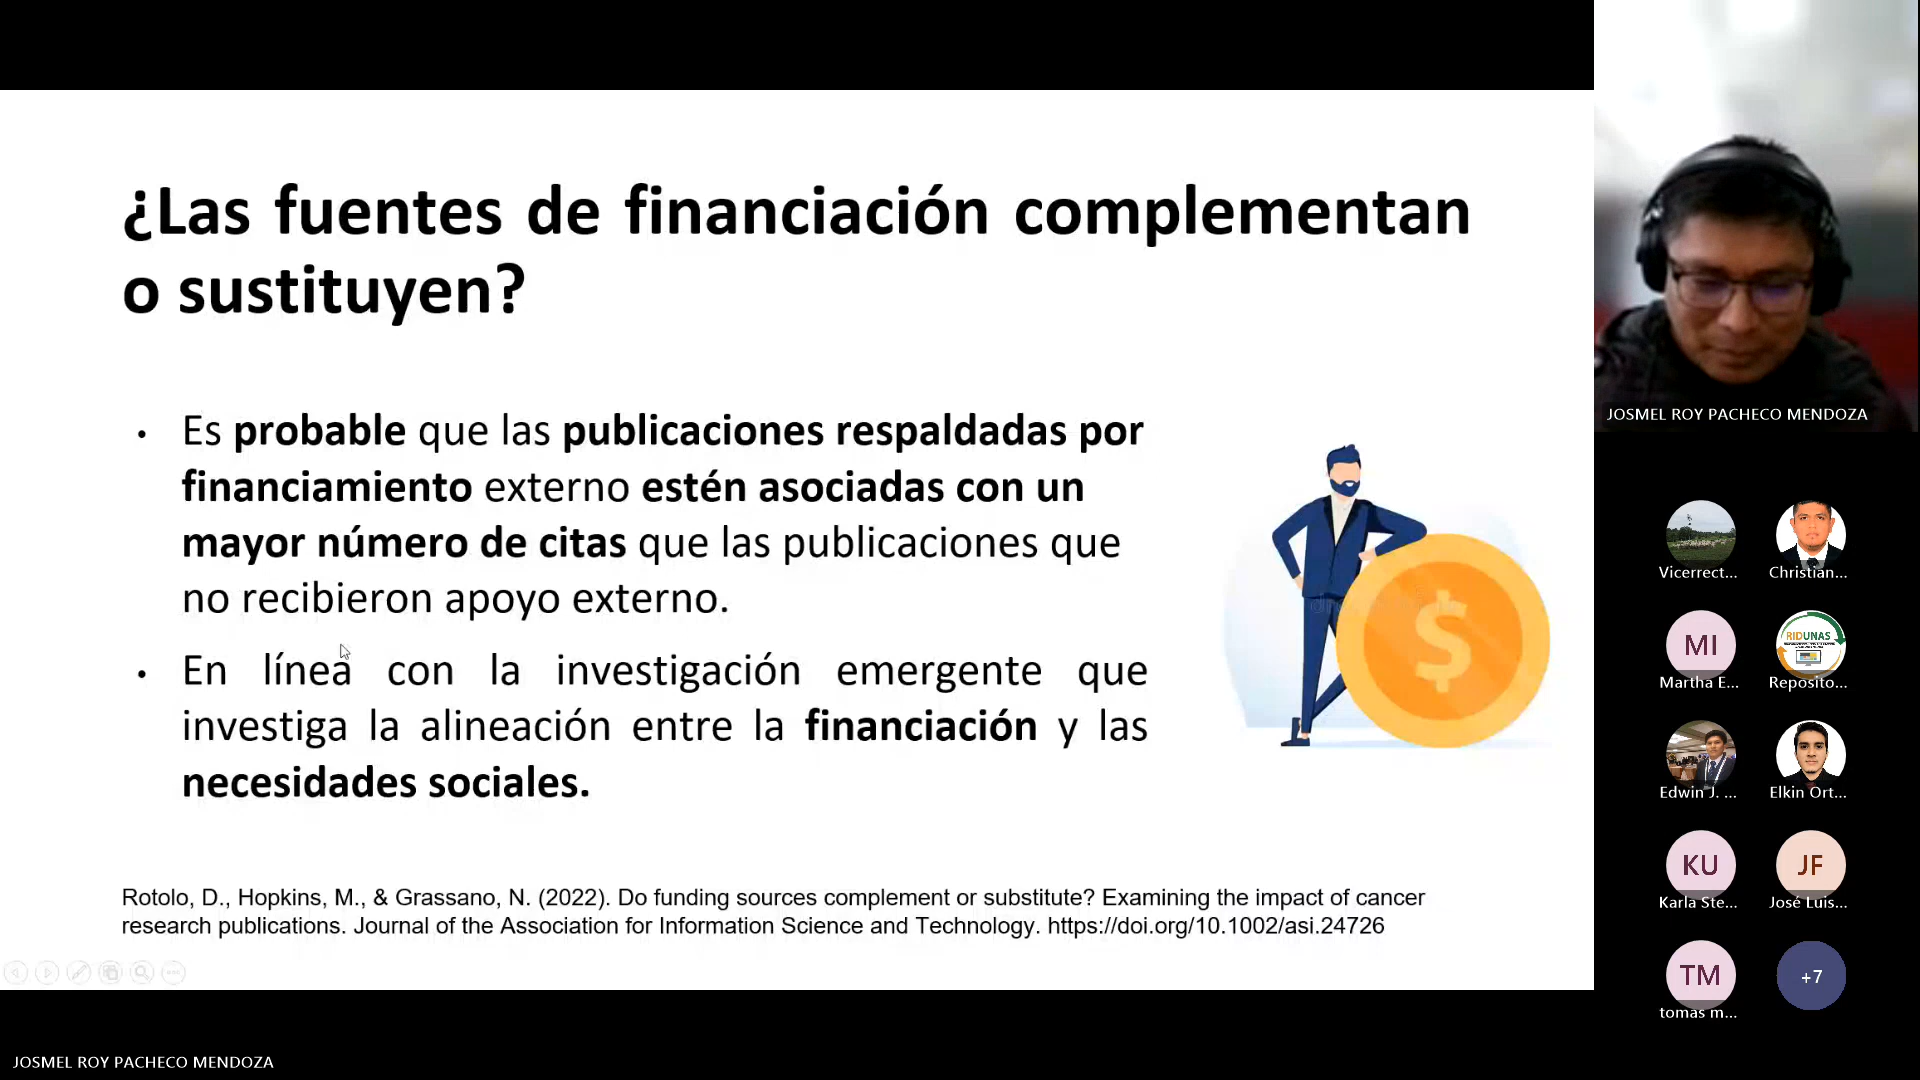 ¿Las fuentes de financiación complementan
o sustituyen?
• Es probable que las publicaciones respaldadas por
financiamiento externo estén asociadas con un
mayor número de citas que las publicaciones que
no recibieron apoyo externo.
• En línea con la investigación emergente que
investiga la alineación entre la financiación y las
necesidades sociales.
$
Rotolo, D., Hopkins, M., & Grassano, N. (2022). Do funding sources complement or substitute? Examining the impact of cancer
research publications. Journal of the Association for Information Science and Technology. https://doi.org/10.1002/asi.24726
JOSMEL ROY PACHECO MENDOZA
JOSMEL ROY PACHECO MENDOZA
Vicerrect...
Christian...
MI
Martha E...
RIDUNAS
Reposito...
Edwin J. ...
Elkin Ort...
KU
Karla Ste...
JF
José Luis...
TM
tomas m...
+7